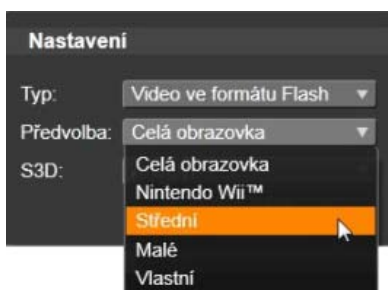 Nastavení
Typ: Video ve formátu Flash
Předvolba: Celá obrazovka
S3D:
Celá obrazovka
Nintendo Wii™
Střední
Malé
Vlastní